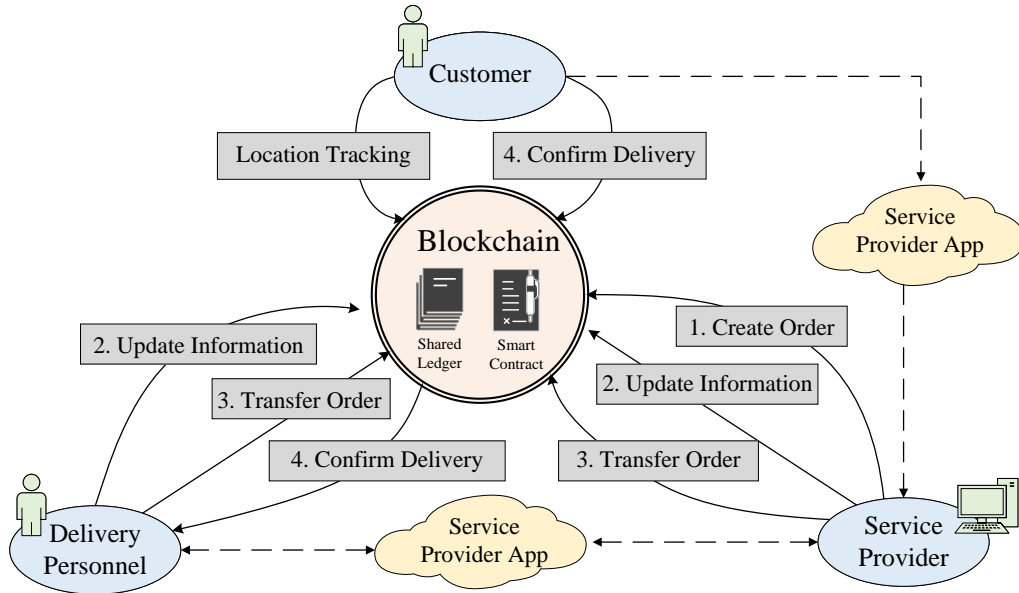 Customer
Location Tracking
4. Confirm Delivery
Service
Provider App
Blockchain
Shared
Ledger
Smart
Contract
1. Create Order
2. Update Information
2. Update Information
3. Transfer Order
4. Confirm Delivery
3. Transfer Order
Delivery
Personnel
Service
Provider App
Service
Provider